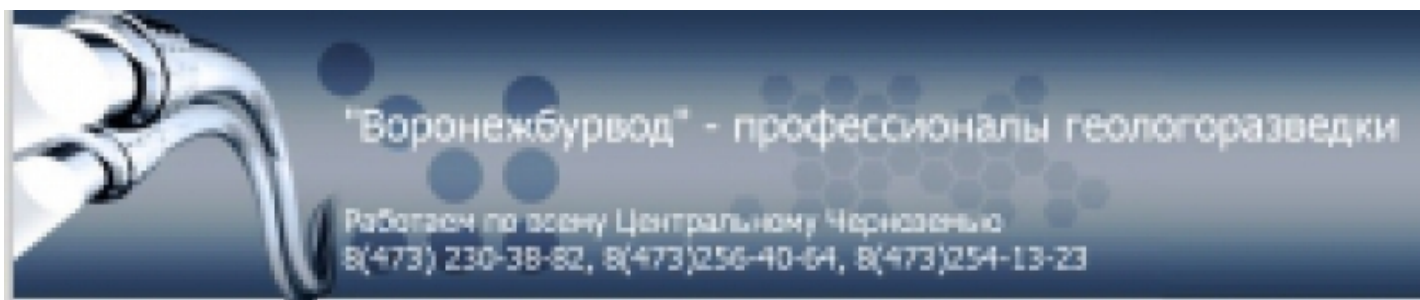 "Воронежбурвод" - профессионалы геологоразведки
Работаем по всему Центральному Черноземью
8(473) 230-38-82, 8(473)256-40-64, 8(473)254-13-23